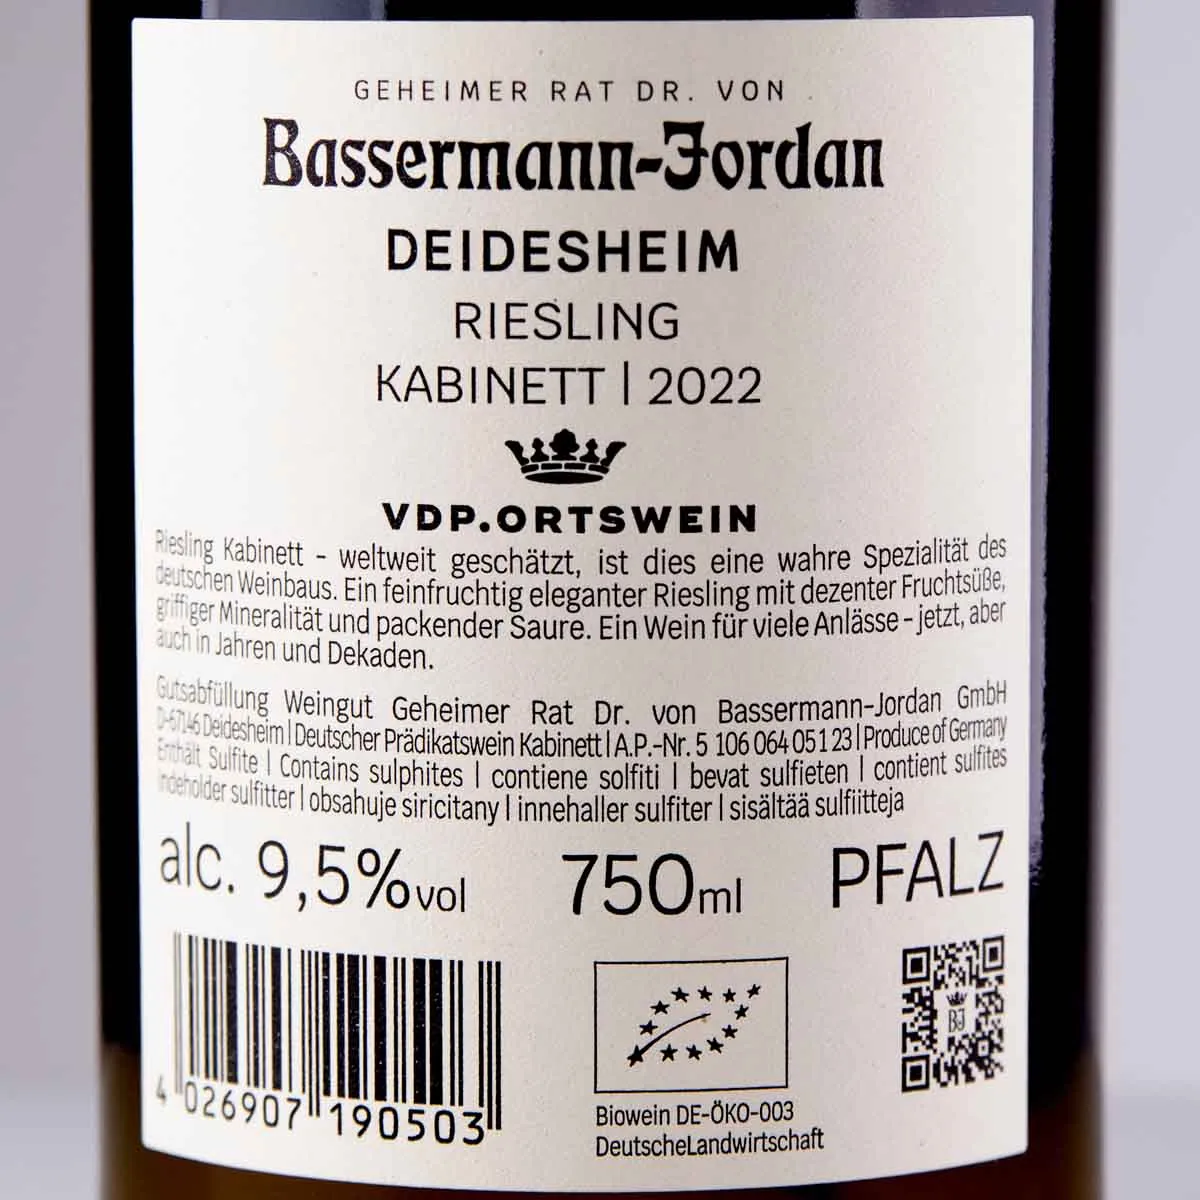 GEHEIMER RAT DR. VON
Bassermann-Jordan
DEIDESHEIM
RIESLING
KABINETT | 2022
VDP.ORTSWEIN
Riesling Kabinett - weltweit geschätzt, ist dies eine wahre Spezialität des
deutschen Weinbaus. Ein feinfruchtig eleganter Riesling mit dezenter Fruchtsüße,
griffiger Mineralität und packender Saure. Ein Wein für viele Anlässe - jetzt, aber
auch in Jahren und Dekaden.
Gutsabfüllung Weingut Geheimer Rat Dr. von Bassermann-Jordan GmbH
D-67146 Deidesheim | Deutscher Prädikatswein Kabinett | A.P.-Nr. 5 106 064 051 23 | Produce of Germany
Enthält Sulfite | Contains sulphites | contiene solfiti | bevat sulfieten | contient sulfites
Indeholder sulfitter | obsahuje siricitany | innehaller sulfiter | sisältää sulfiitteja
alc. 9,5%vol 750ml PFALZ
BJ
4 026907 190503
Biowein DE-ÖKO-003
DeutscheLandwirtschaft